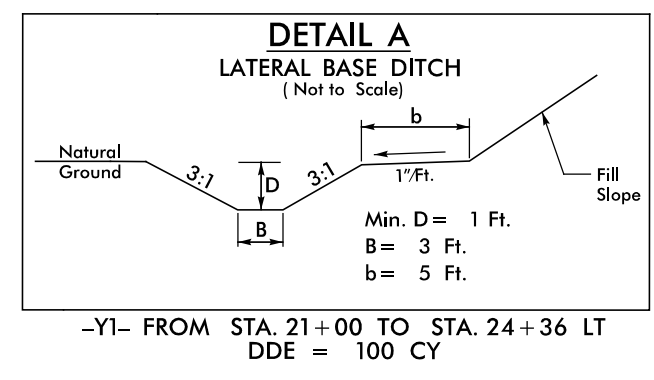 DETAIL A
LATERAL BASE DITCH
( Not to Scale)
b
Natural
Ground
3:1
D
3:1
1"/Ft.
Fill
Slope
B
Min. D = 1 Ft.
B = 3 Ft.
b = 5 Ft.
-Y1- FROM STA. 21+00 TO STA. 24+36 LT
DDE = 100 CY